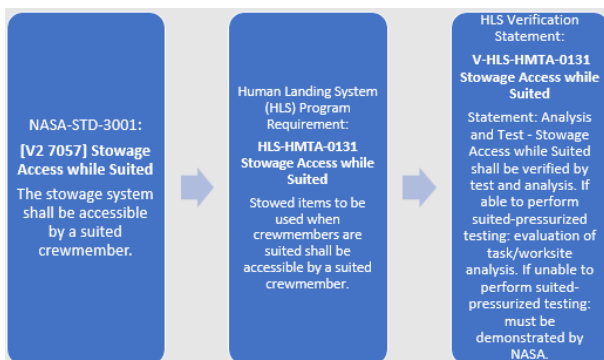 NASA-STD-3001:
[V2 7057] Stowage
Access while Suited
The stowage system
shall be accessible
by a suited
crewmember.
Human Landing System
(HLS) Program
Requirement:
HLS-HMTA-0131
Stowage Access while
Suited
Stowed items to be
used when
crewmembers are
suited shall be
accessible by a suited
crewmember.
HLS Verification
Statement:
V-HLS-HMTA-0131
Stowage Access while
Suited
Statement: Analysis
and Test - Stowage
Access while Suited
shall be verified by
test and analysis. If
able to perform
suited-pressurized
testing: evaluation of
task/worksite
analysis. If unable to
perform suited-
pressurized testing:
must be
demonstrated by
NASA.